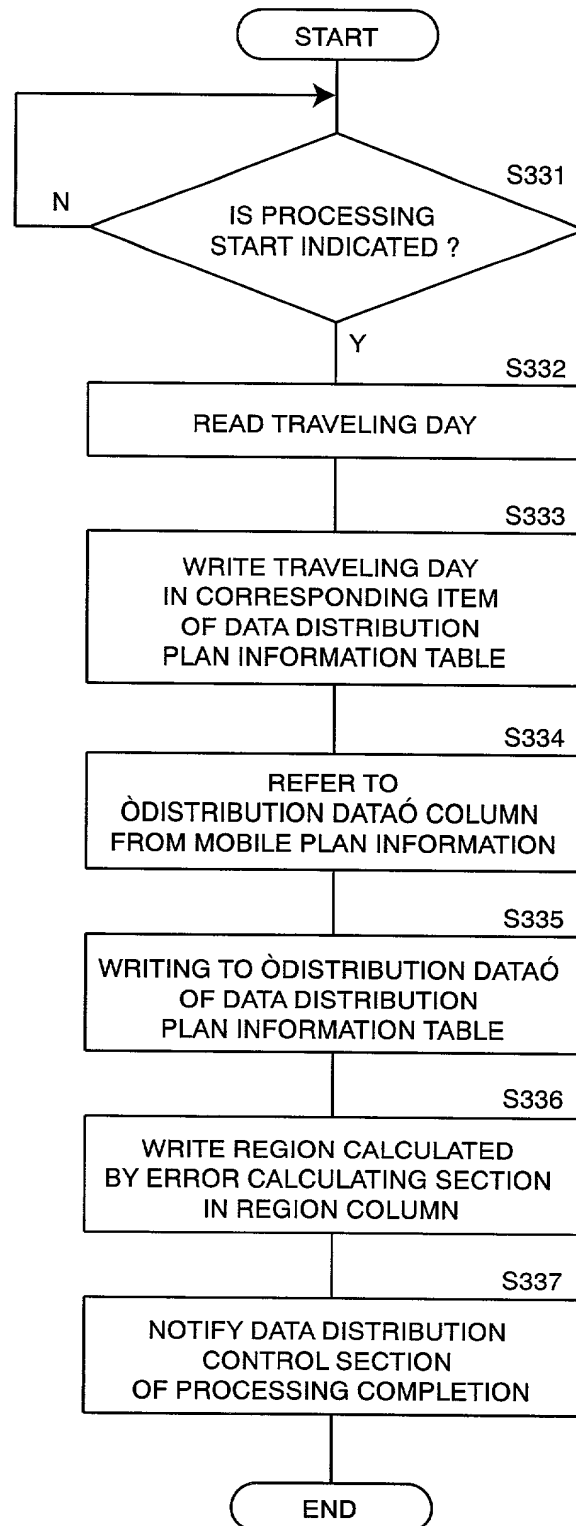 START
S331
N
IS PROCESSING
START INDICATED ?
Y
S332
READ TRAVELING DAY
S333
WRITE TRAVELING DAY
IN CORRESPONDING ITEM
OF DATA DISTRIBUTION
PLAN INFORMATION TABLE
S334
REFER TO
ÒDISTRIBUTION DATAÓ COLUMN
FROM MOBILE PLAN INFORMATION
S335
WRITING TO ÒDISTRIBUTION DATAÓ
OF DATA DISTRIBUTION
PLAN INFORMATION TABLE
S336
WRITE REGION CALCULATED
BY ERROR CALCULATING SECTION
IN REGION COLUMN
S337
NOTIFY DATA DISTRIBUTION
CONTROL SECTION
OF PROCESSING COMPLETION
END